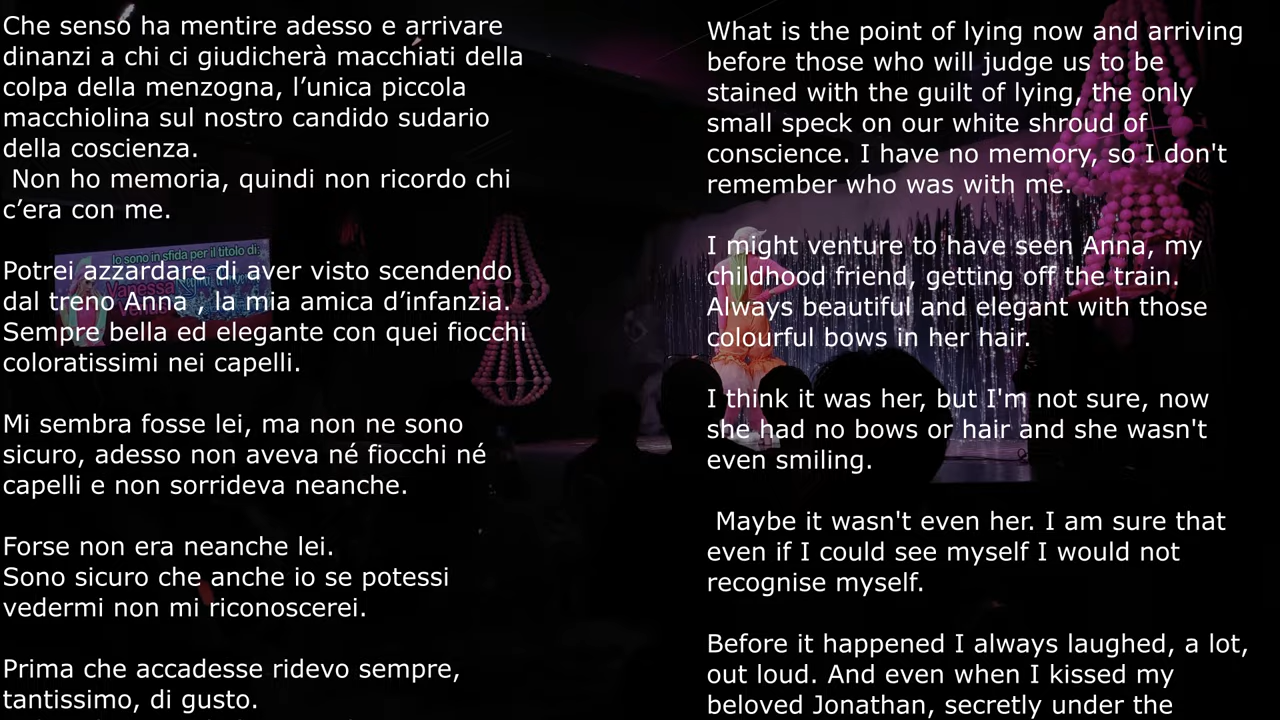 Che senso ha mentire adesso e arrivare
dinanzi a chi ci giudicherà macchiati della
colpa della menzogna, l’unica piccola
macchiolina sul nostro candido sudario
della coscienza.
Non ho memoria, quindi non ricordo chi
c’era con me.
Potrei azzardare di aver visto scendendo
dal treno Anna , la mia amica d’infanzia.
Sempre bella ed elegante con quei fiocchi
coloratissimi nei capelli.
Mi sembra fosse lei, ma non ne sono
sicuro, adesso non aveva né fiocchi né
capelli e non sorrideva neanche.
Forse non era neanche lei.
Sono sicuro che anche io se potessi
vedermi non mi riconoscerei.
Prima che accadesse ridevo sempre,
tantissimo, di gusto.
What is the point of lying now and arriving
before those who will judge us to be
stained with the guilt of lying, the only
small speck on our white shroud of
conscience. I have no memory, so I don't
remember who was with me.
I might venture to have seen Anna, my
childhood friend, getting off the train.
Always beautiful and elegant with those
colourful bows in her hair.
I think it was her, but I'm not sure, now
she had no bows or hair and she wasn't
even smiling.
Maybe it wasn't even her. I am sure that
even if I could see myself I would not
recognise myself.
Before it happened I always laughed, a lot,
out loud. And even when I kissed my
beloved Jonathan, secretly under the
Io sono in sfida per il titolo di:
Vanessa